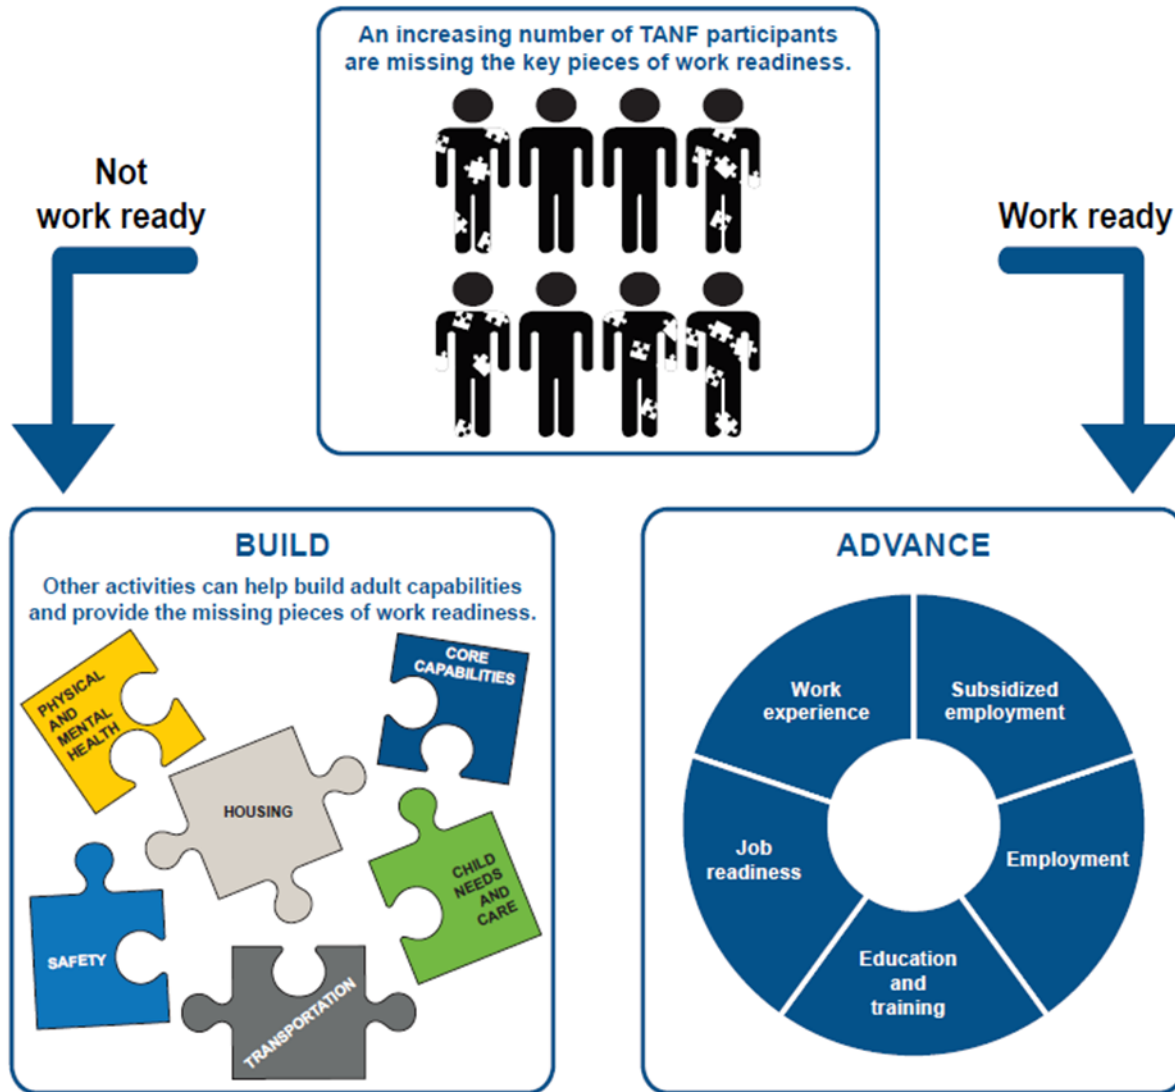 An increasing number of TANF participants
are missing the key pieces of work readiness.
Not
work ready
Work ready
BUILD
Other activities can help build adult capabilities
and provide the missing pieces of work readiness.
PHYSICAL
AND
MENTAL
HEALTH
CORE
CAPABILITIES
HOUSING
CHILD
NEEDS
AND
CARE
SAFETY
TRANSPORTATION
ADVANCE
Work
experience
Subsidized
employment
Job
readiness
Employment
Education
and
training